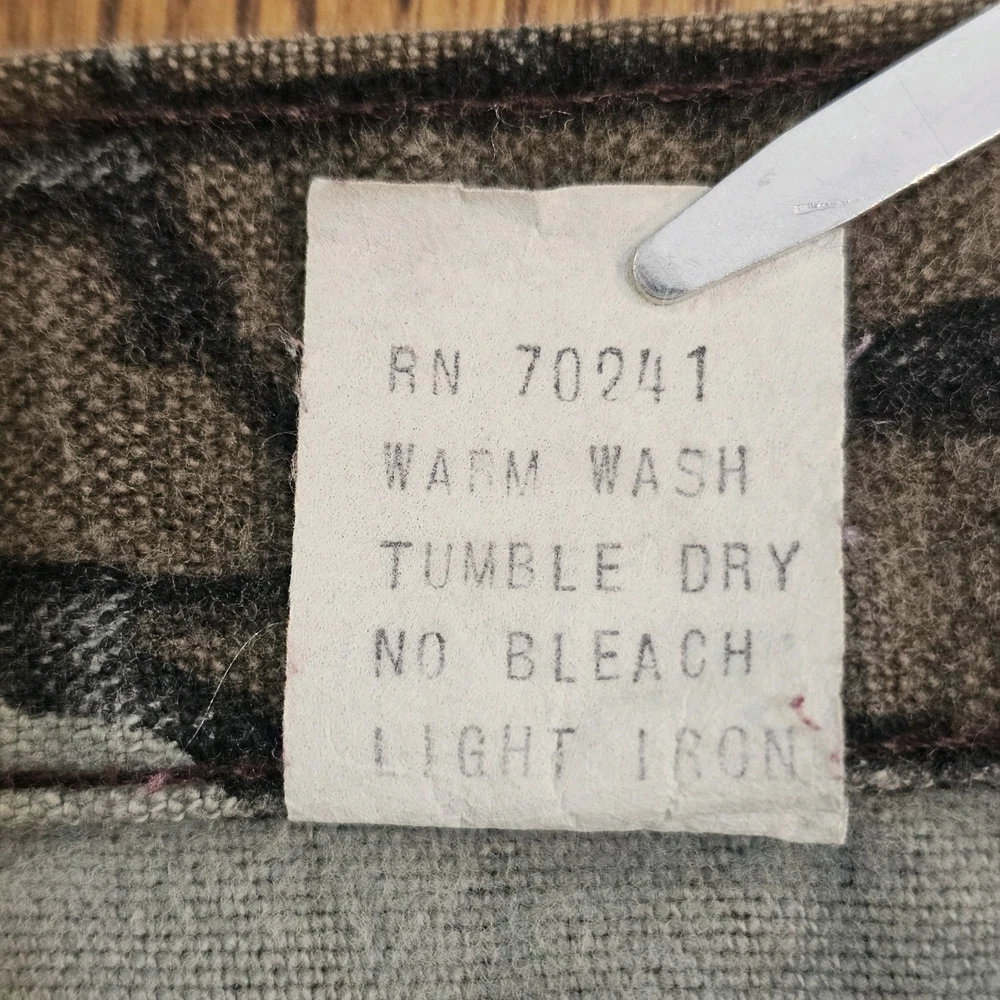 RN 70241
WARM WASH
TUMBLE DRY
NO BLEACH
LIGHT IRON